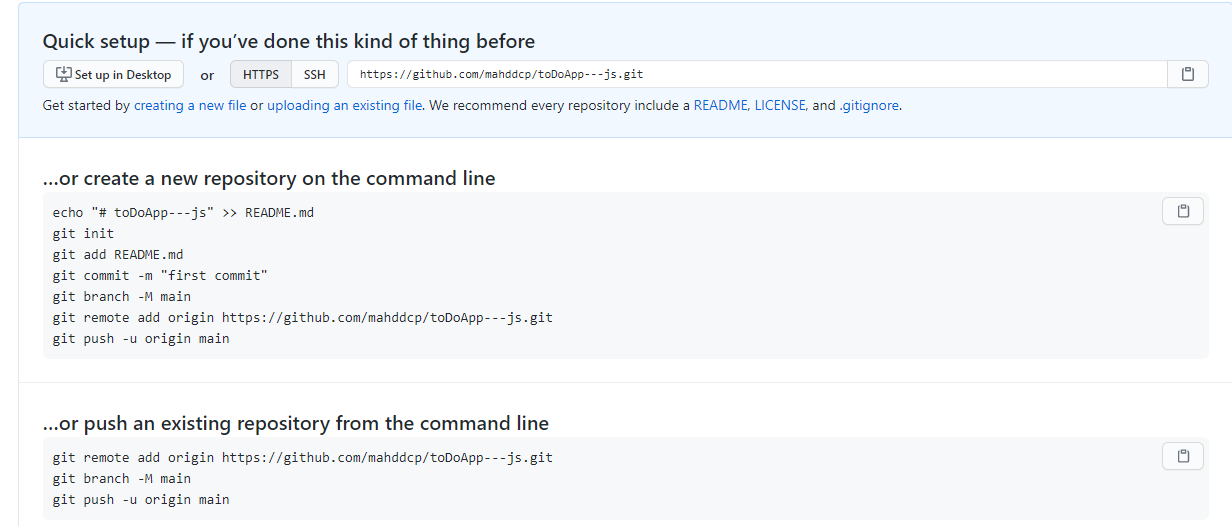 Quick setup — if you’ve done this kind of thing before
Set up in Desktop or HTTPS SSH https://github.com/mahddcp/toDoApp---js.git
Get started by creating a new file or uploading an existing file. We recommend every repository include a README, LICENSE, and .gitignore.
…or create a new repository on the command line
echo "# toDoApp---js" >> README.md
git init
git add README.md
git commit -m "first commit"
git branch -M main
git remote add origin https://github.com/mahddcp/toDoApp---js.git
git push -u origin main
…or push an existing repository from the command line
git remote add origin https://github.com/mahddcp/toDoApp---js.git
git branch -M main
git push -u origin main